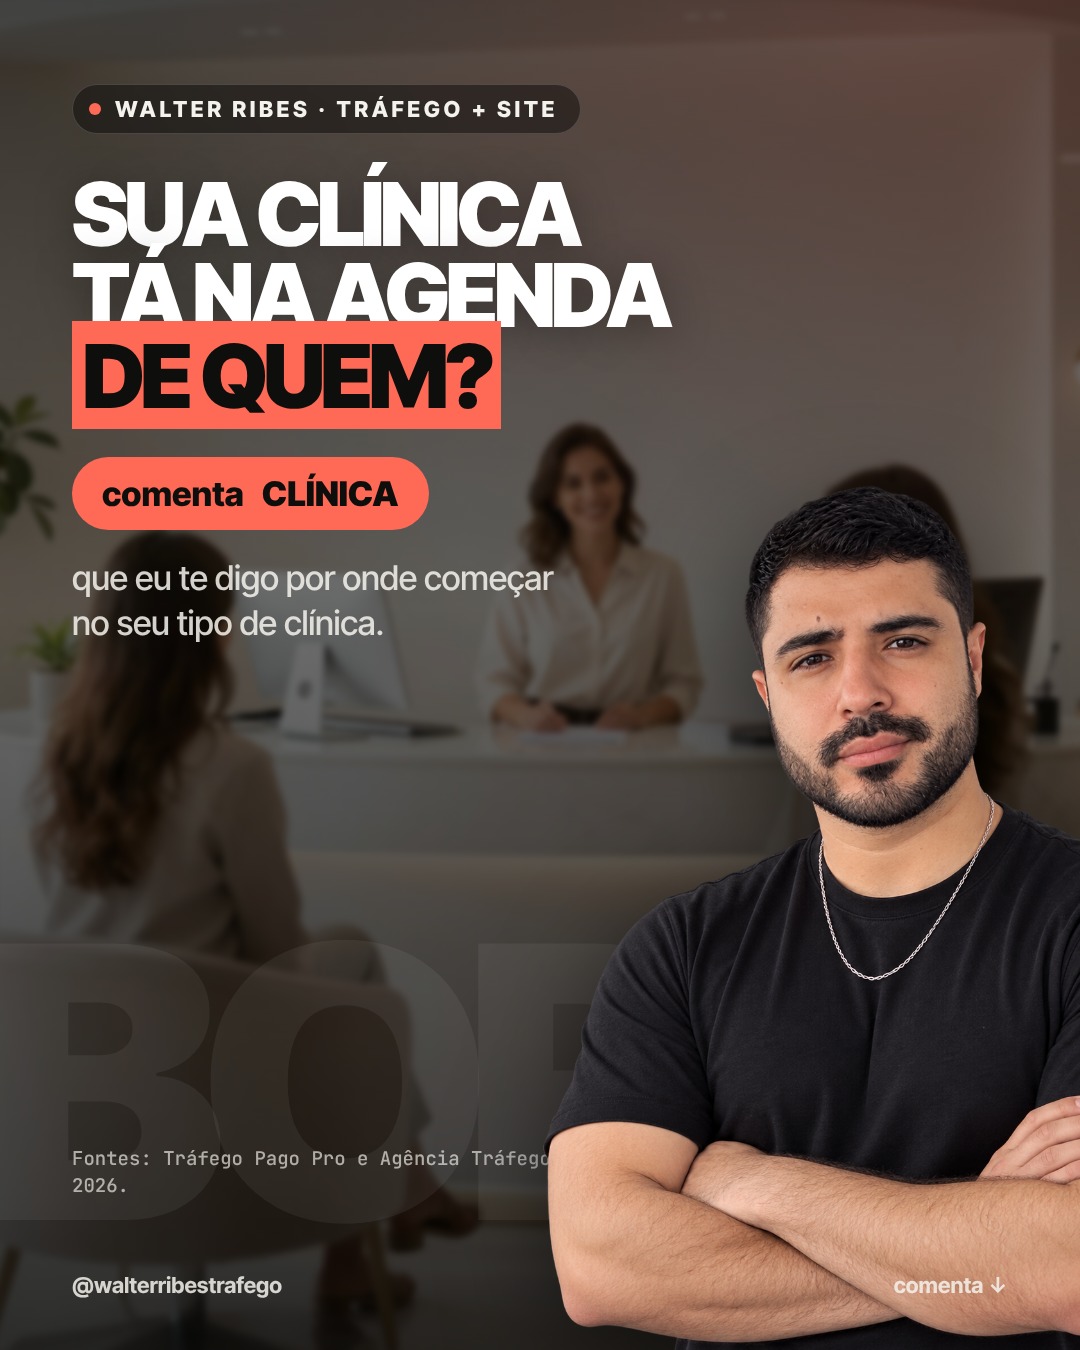 WALTER RIBES · TRÁFEGO + SITE
SUA CLÍNICA
TÁ NA AGENDA
DE QUEM?
comenta CLÍNICA
que eu te digo por onde começar
no seu tipo de clínica.
Fontes: Tráfego Pago Pro e Agência Tráfego
2026.
@walterribestrafego
comenta ↓